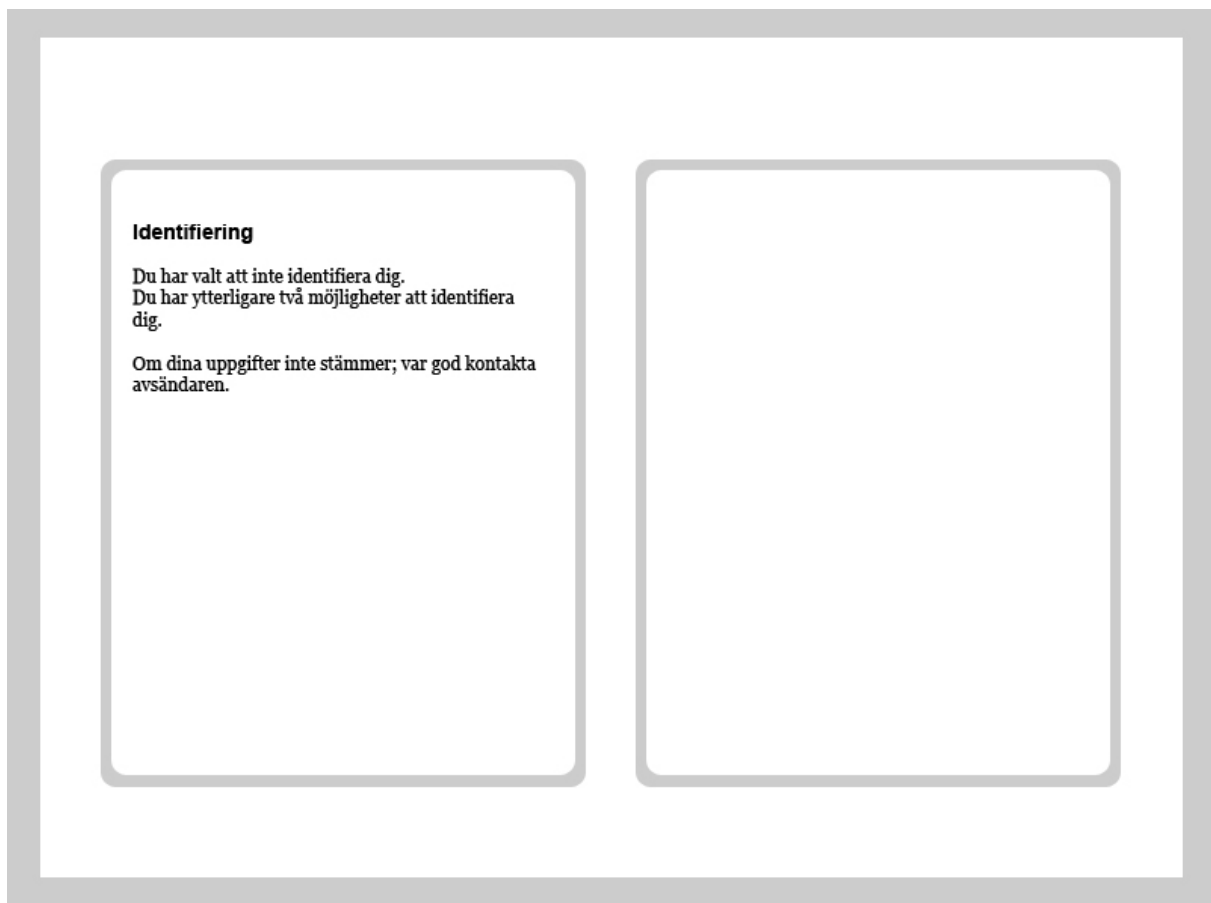 Identifiering
Du har valt att inte identifiera dig.
Du har ytterligare två möjligheter att identifiera
dig.
Om dina uppgifter inte stämmer; var god kontakta
avsändaren.